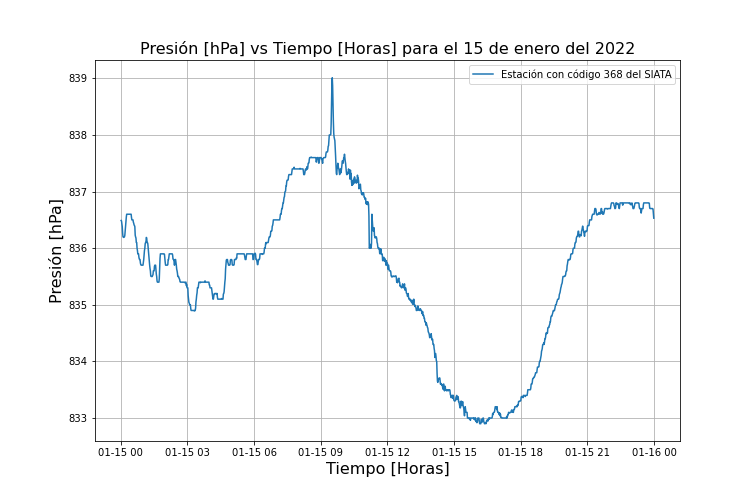 Presión [hPa] vs Tiempo [Horas] para el 15 de enero del 2022
Estación con código 368 del SIATA
Presión [hPa]
839
838
837
836
835
834
833
01-15 00 01-15 03 01-15 06 01-15 09 01-15 12 01-15 15 01-15 18 01-15 21 01-16 00
Tiempo [Horas]